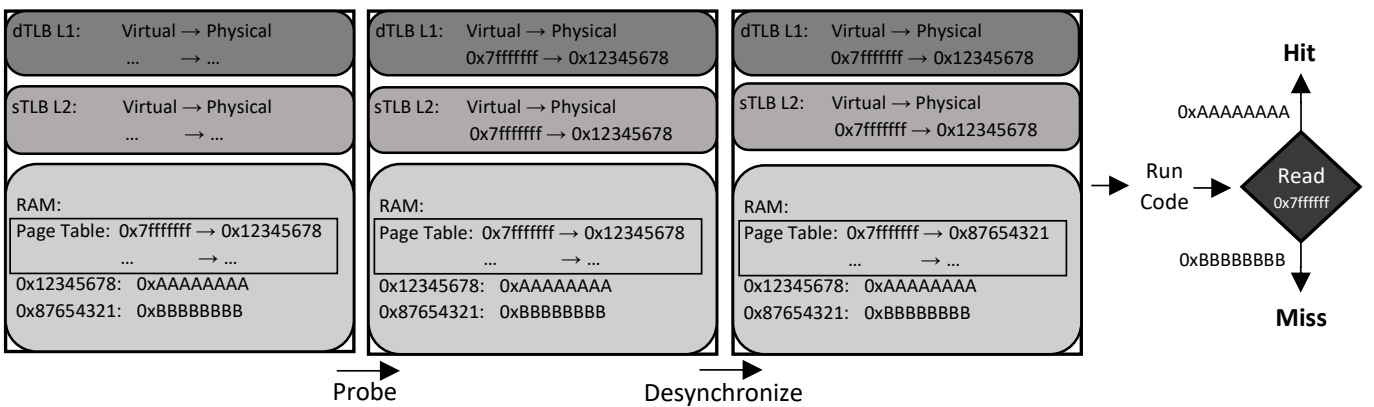 dTLB L1: Virtual → Physical
… → …
sTLB L2: Virtual → Physical
… → …
RAM:
Page Table: 0x7fffffff → 0x12345678
… → …
0x12345678: 0xAAAAAAAA
0x87654321: 0xBBBBBBBB
Probe
dTLB L1: Virtual → Physical
0x7fffffff → 0x12345678
sTLB L2: Virtual → Physical
0x7fffffff → 0x12345678
RAM:
Page Table: 0x7fffffff → 0x12345678
… → …
0x12345678: 0xAAAAAAAA
0x87654321: 0xBBBBBBBB
Desynchronize
dTLB L1: Virtual → Physical
0x7fffffff → 0x12345678
sTLB L2: Virtual → Physical
0x7fffffff → 0x12345678
RAM:
Page Table: 0x7fffffff → 0x87654321
… → …
0x12345678: 0xAAAAAAAA
0x87654321: 0xBBBBBBBB
Run
Code
Hit
0xAAAAAAAA
Read
0x7ffffff
0xBBBBBBBB
Miss